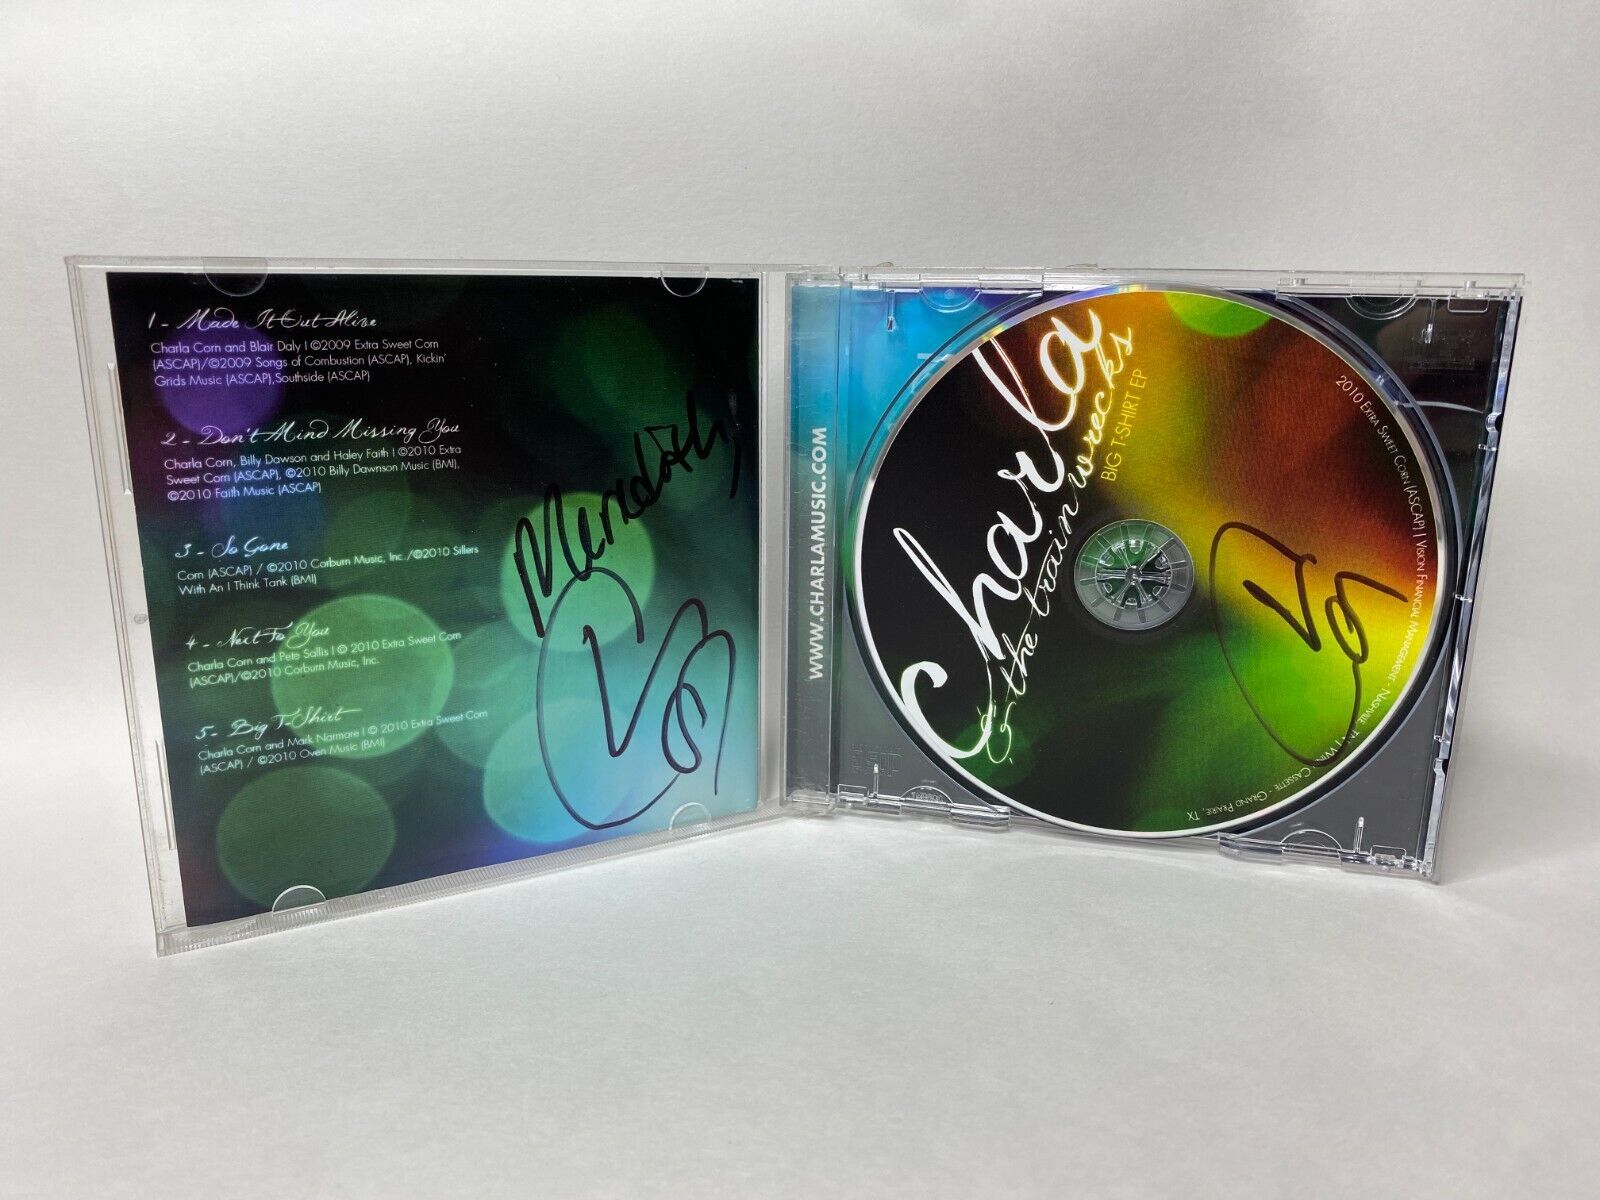 1 - Made It Out Alive
Charla Corn and Blair Daly | ©2009 Extra Sweet Corn
(ASCAP)/©2009 Songs of Combustion (ASCAP), Kickin'
Grids Music (ASCAP),Southside (ASCAP)
2 - Don't Mind Missing You
Charla Corn, Billy Dawson and Haley Faith | ©2010 Extra
Sweet Corn (ASCAP), ©2010 Billy Dawnson Music (BMI),
©2010 Faith Music (ASCAP)
3 - So Gone
Corn (ASCAP) / ©2010 Corburn Music, Inc./©2010 Sillers
With An I Think Tank (BMI)
4 - Next To You
Charla Corn and Pete Sallis | © 2010 Extra Sweet Corn
(ASCAP)/©2010 Corburn Music, Inc.
5 - Big T-Shirt
Charla Corn and Mark Narmore | © 2010 Extra Sweet Corn
(ASCAP) / ©2010 Oven Music (BMI)
Meredith,
WWW.CHARLAMUSIC.COM
Charla
& the train wrecks
BIG T-SHIRT EP
2010 EXTRA SWEET CORN (ASCAP) | VISION FINANCIAL MANAGEMENT - NASHVILLE, TN | CASSETTE - GRAND PRAIRIE, TX